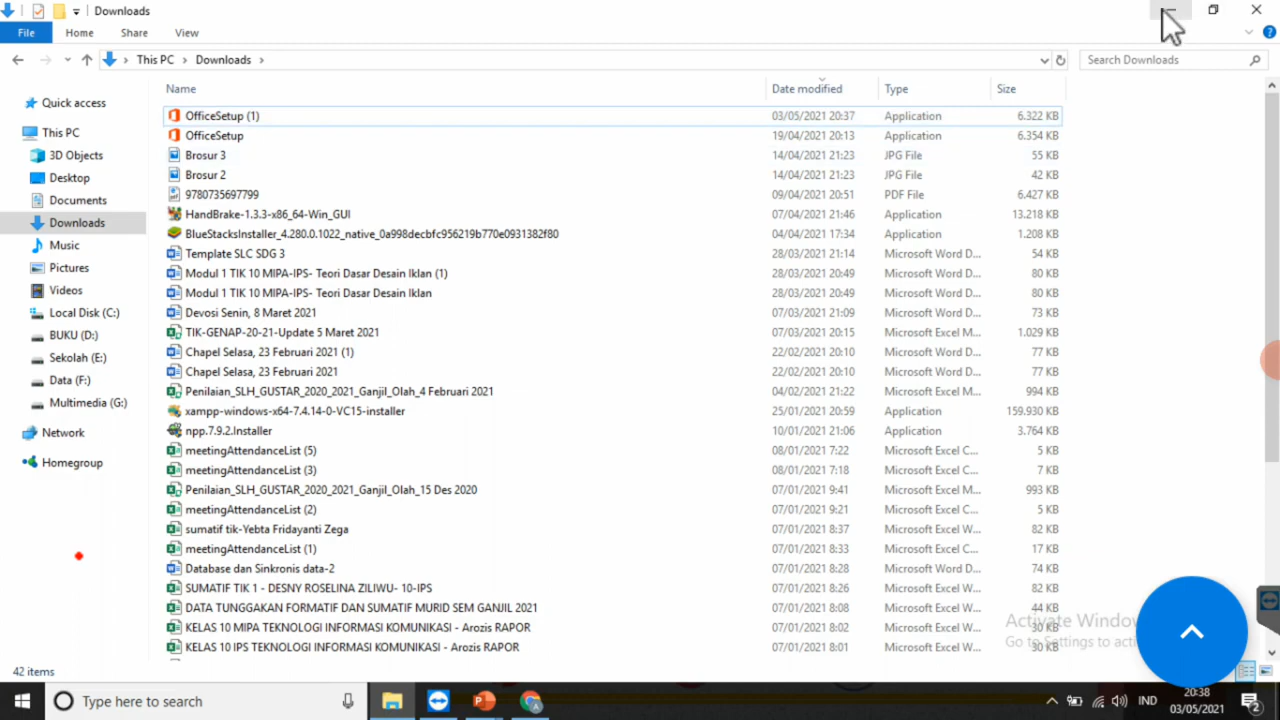 Downloads
File Home Share View
This PC Downloads Search Downloads
Name Date modified Type Size
Quick access
This PC
3D Objects
Desktop
Documents
Downloads
Music
Pictures
Videos
Local Disk (C:)
BUKU (D:)
Sekolah (E:)
Data (F:)
Multimedia (G:)
Network
Homegroup
OfficeSetup (1) 03/05/2021 20:37 Application 6.322 KB
OfficeSetup 19/04/2021 20:13 Application 6.354 KB
Brosur 3 14/04/2021 21:23 JPG File 55 KB
Brosur 2 14/04/2021 21:23 JPG File 42 KB
9780735697799 09/04/2021 20:51 PDF File 6.427 KB
HandBrake-1.3.3-x86_64-Win_GUI 07/04/2021 21:46 Application 13.218 KB
BlueStacksInstaller_4.280.0.1022_native_0a998decbfc956219b770e0931382f80 04/04/2021 17:34 Application 1.208 KB
Template SLC SDG 3 28/03/2021 21:14 Microsoft Word D... 54 KB
Modul 1 TIK 10 MIPA-IPS- Teori Dasar Desain Iklan (1) 28/03/2021 20:49 Microsoft Word D... 80 KB
Modul 1 TIK 10 MIPA-IPS- Teori Dasar Desain Iklan 28/03/2021 20:49 Microsoft Word D... 80 KB
Devosi Senin, 8 Maret 2021 07/03/2021 21:09 Microsoft Word D... 73 KB
TIK-GENAP-20-21-Update 5 Maret 2021 07/03/2021 20:15 Microsoft Excel M... 1.029 KB
Chapel Selasa, 23 Februari 2021 (1) 22/02/2021 20:10 Microsoft Word D... 77 KB
Chapel Selasa, 23 Februari 2021 22/02/2021 20:10 Microsoft Word D... 77 KB
Penilaian_SLH_GUSTAR_2020_2021_Ganjil_Olah_4 Februari 2021 04/02/2021 21:22 Microsoft Excel M... 994 KB
xampp-windows-x64-7.4.14-0-VC15-installer 25/01/2021 20:59 Application 159.930 KB
npp.7.9.2.Installer 10/01/2021 21:06 Application 3.764 KB
meetingAttendanceList (5) 08/01/2021 7:22 Microsoft Excel C... 5 KB
meetingAttendanceList (3) 08/01/2021 7:18 Microsoft Excel C... 7 KB
Penilaian_SLH_GUSTAR_2020_2021_Ganjil_Olah_15 Des 2020 07/01/2021 9:41 Microsoft Excel M... 993 KB
meetingAttendanceList (2) 07/01/2021 9:21 Microsoft Excel C... 5 KB
sumatif tik-Yebta Fridayanti Zega 07/01/2021 8:37 Microsoft Excel W... 82 KB
meetingAttendanceList (1) 07/01/2021 8:33 Microsoft Excel C... 17 KB
Database dan Sinkronis data-2 07/01/2021 8:28 Microsoft Word D... 74 KB
SUMATIF TIK 1 - DESNY ROSELINA ZILIWU- 10-IPS 07/01/2021 8:26 Microsoft Excel W... 82 KB
DATA TUNGGAKAN FORMATIF DAN SUMATIF MURID SEM GANJIL 2021 07/01/2021 8:08 Microsoft Excel W... 44 KB
KELAS 10 MIPA TEKNOLOGI INFORMASI KOMUNIKASI - Arozis RAPOR 07/01/2021 8:02 Microsoft Excel W... 30 KB
KELAS 10 IPS TEKNOLOGI INFORMASI KOMUNIKASI - Arozis RAPOR 07/01/2021 8:01 Microsoft Excel W... 30 KB
Activate
Go to Settings to
42 items
Type here to search
IND
20:38
03/05/2021
2